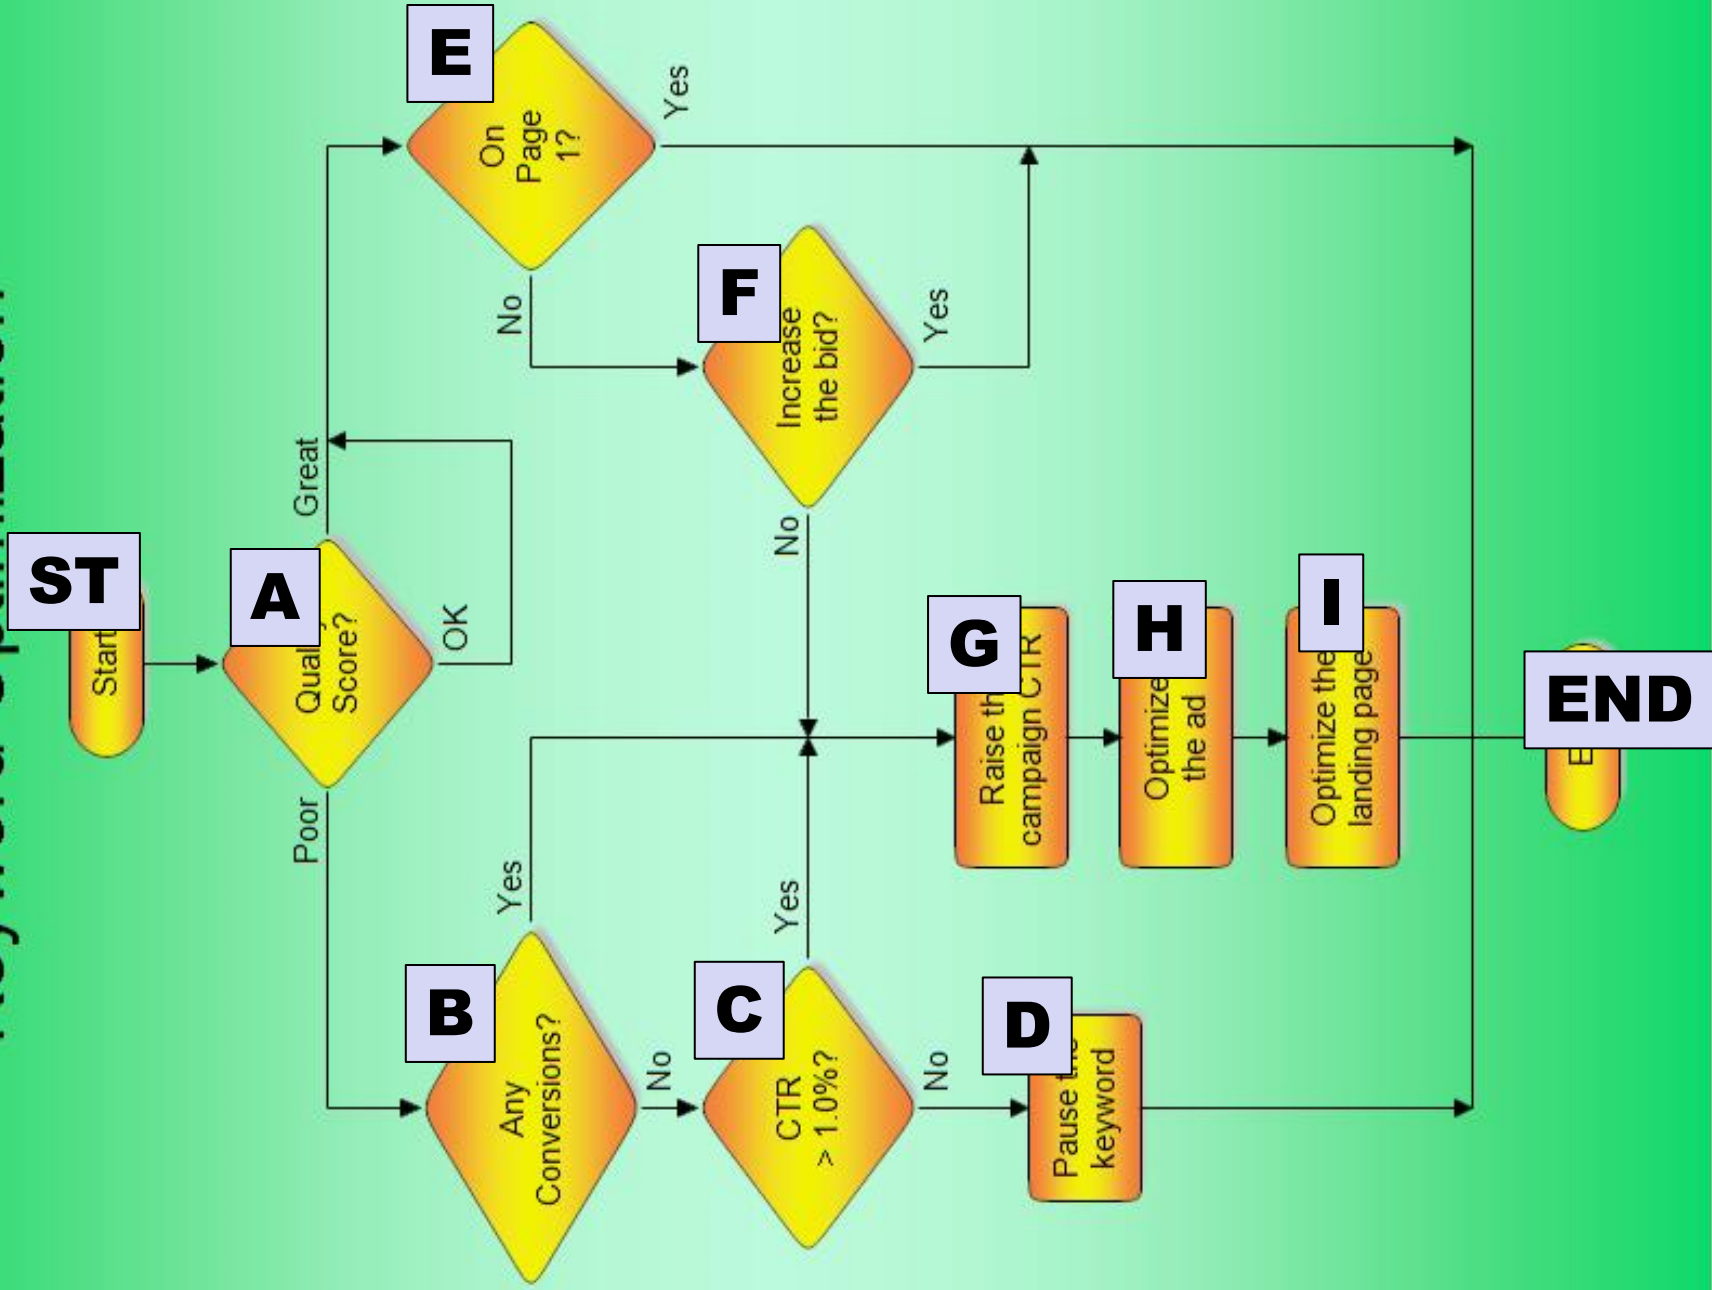 ST
Start
A
Score?
Great
OK
Poor
E
On
Page
1?
Yes
No
F
Increase
the bid?
Yes
No
B
Any
Conversions?
Yes
No
C
CTR
> 1.0%?
Yes
No
D
Pause
keyword
G
Raise
campaign CTR
H
Optimize
the ad
I
Optimize the
landing page
END